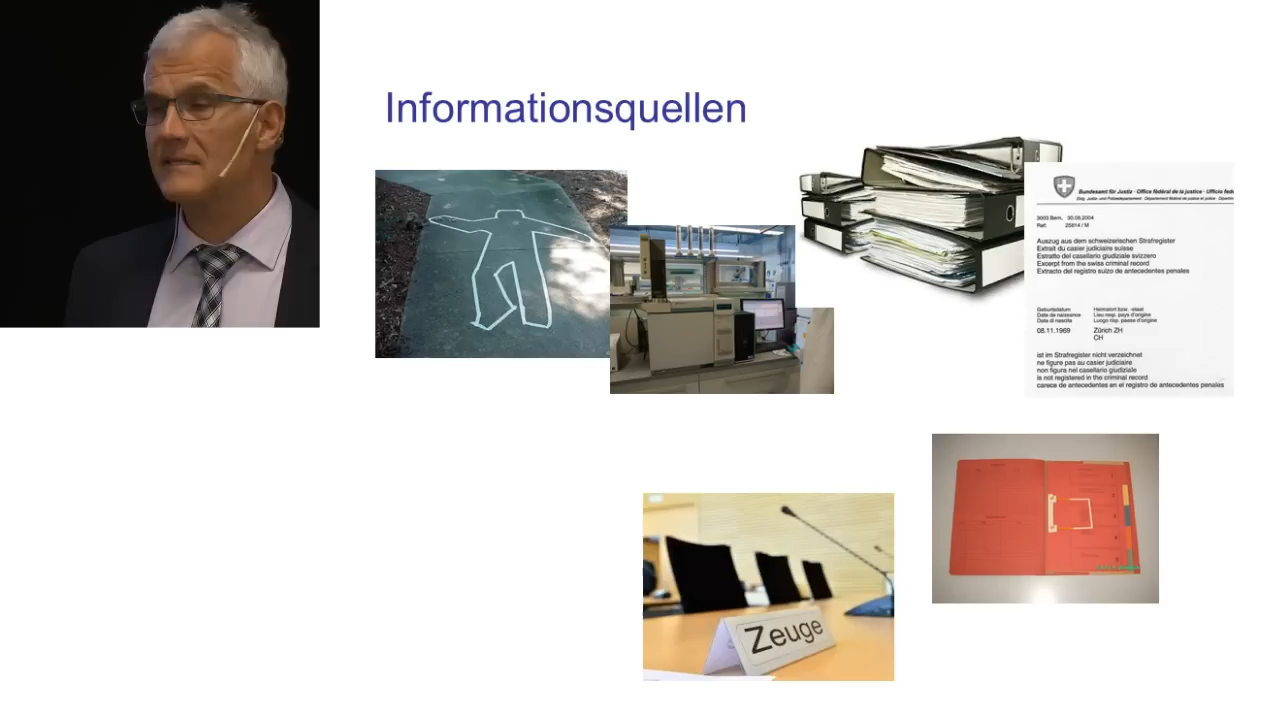 Informationsquellen
Bundesamt für Justiz · Office fédéral de la justice · Ufficio fede
3003 Bern, 30.08.2004
Ref: 25814 / M
Auszug aus dem schweizerischen Strafregister
Extrait du casier judiciaire suisse
Estratto del casellario giudiziale svizzero
Excerpt from the swiss criminal record
Extracto del registro suizo de antecedentes penales
Geburtsdatum Heimatort bzw. -staat
Date de naissance Lieu resp. pays d'origine
Data di nascita Luogo risp. paese d'origine
08.11.1969 Zürich ZH
CH
ist im Strafregister nicht verzeichnet
ne figure pas au casier judiciaire
non figura nel casellario giudiziale
is not registered in the criminal record
carece de antecedentes en el registro de antecedentes penales
Zeuge